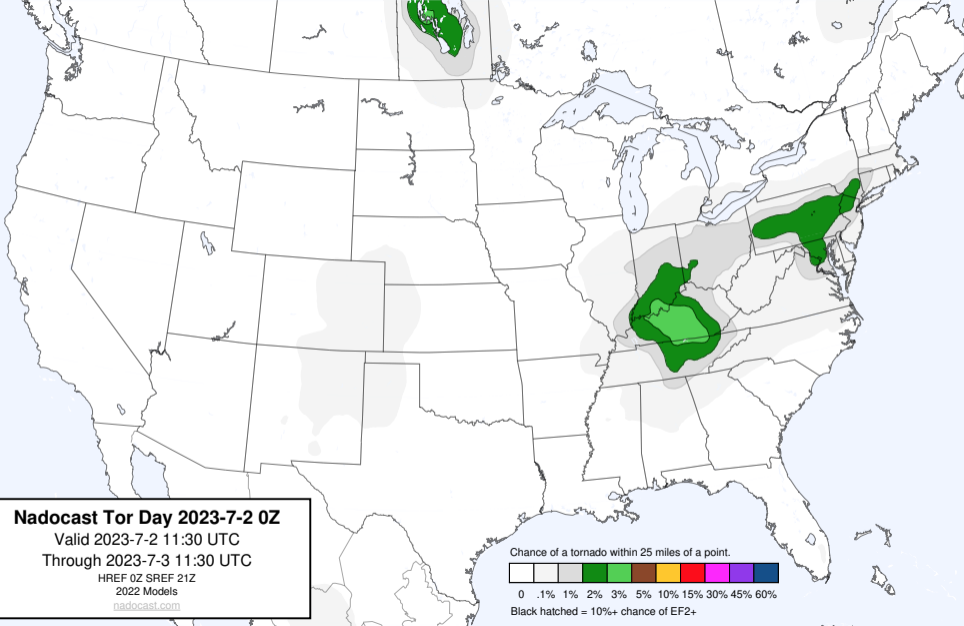 Nadocast Tor Day 2023-7-2 0Z
Valid 2023-7-2 11:30 UTC
Through 2023-7-3 11:30 UTC
HREF 0Z SREF 21Z
2022 Models
nadocast.com
Chance of a tornado within 25 miles of a point.
0 .1% 1% 2% 3% 5% 10% 15% 30% 45% 60%
Black hatched = 10%+ chance of EF2+